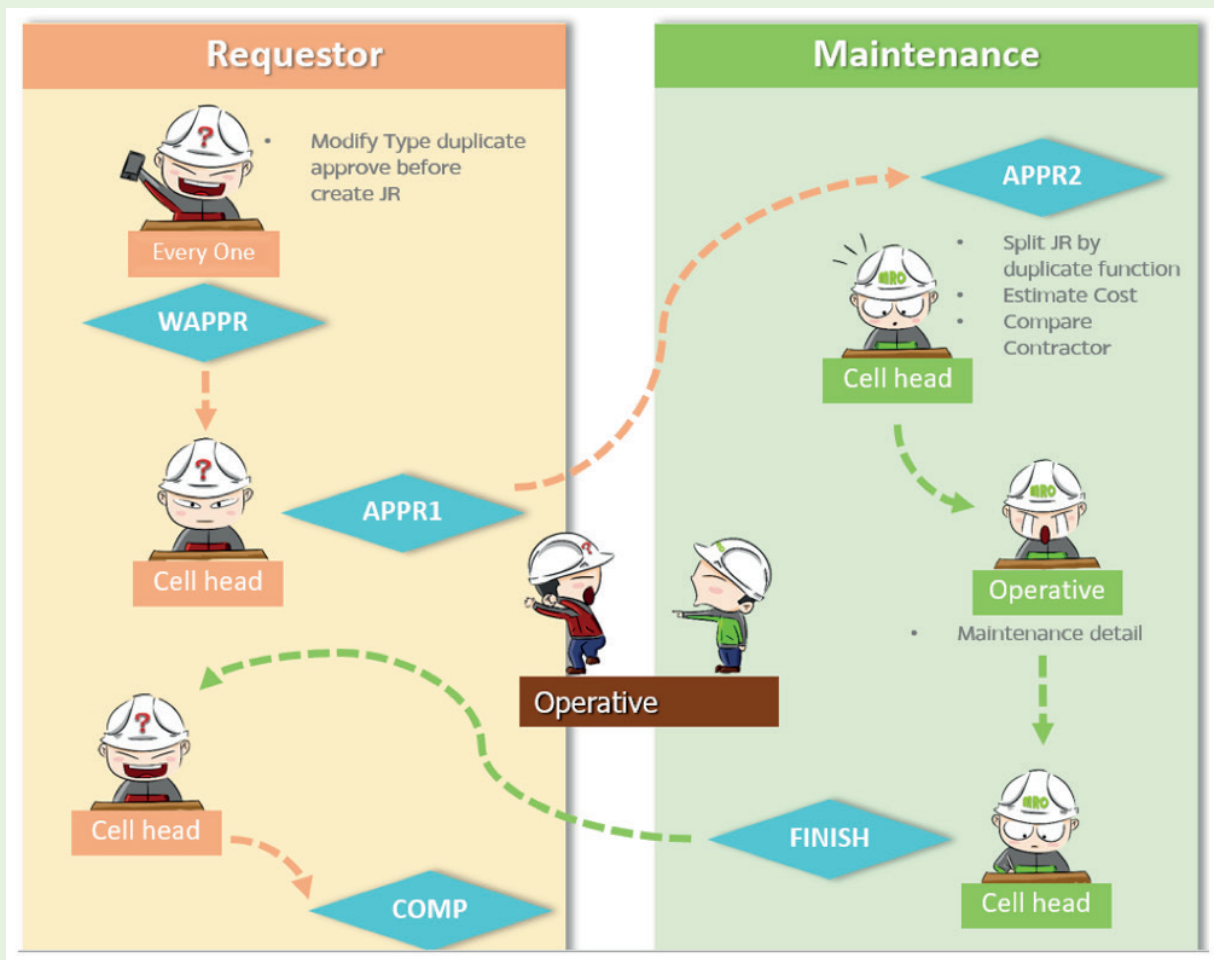 Requestor
?
• Modify Type duplicate
approve before
create JR
Every One
WAPPR
?
Cell head
APPR1
Maintenance
APPR2
• Split JR by
duplicate function
• Estimate Cost
• Compare
Contractor
Cell head
Operative
• Maintenance detail
?
Operative
?
Cell head
COMP
FINISH
Cell head